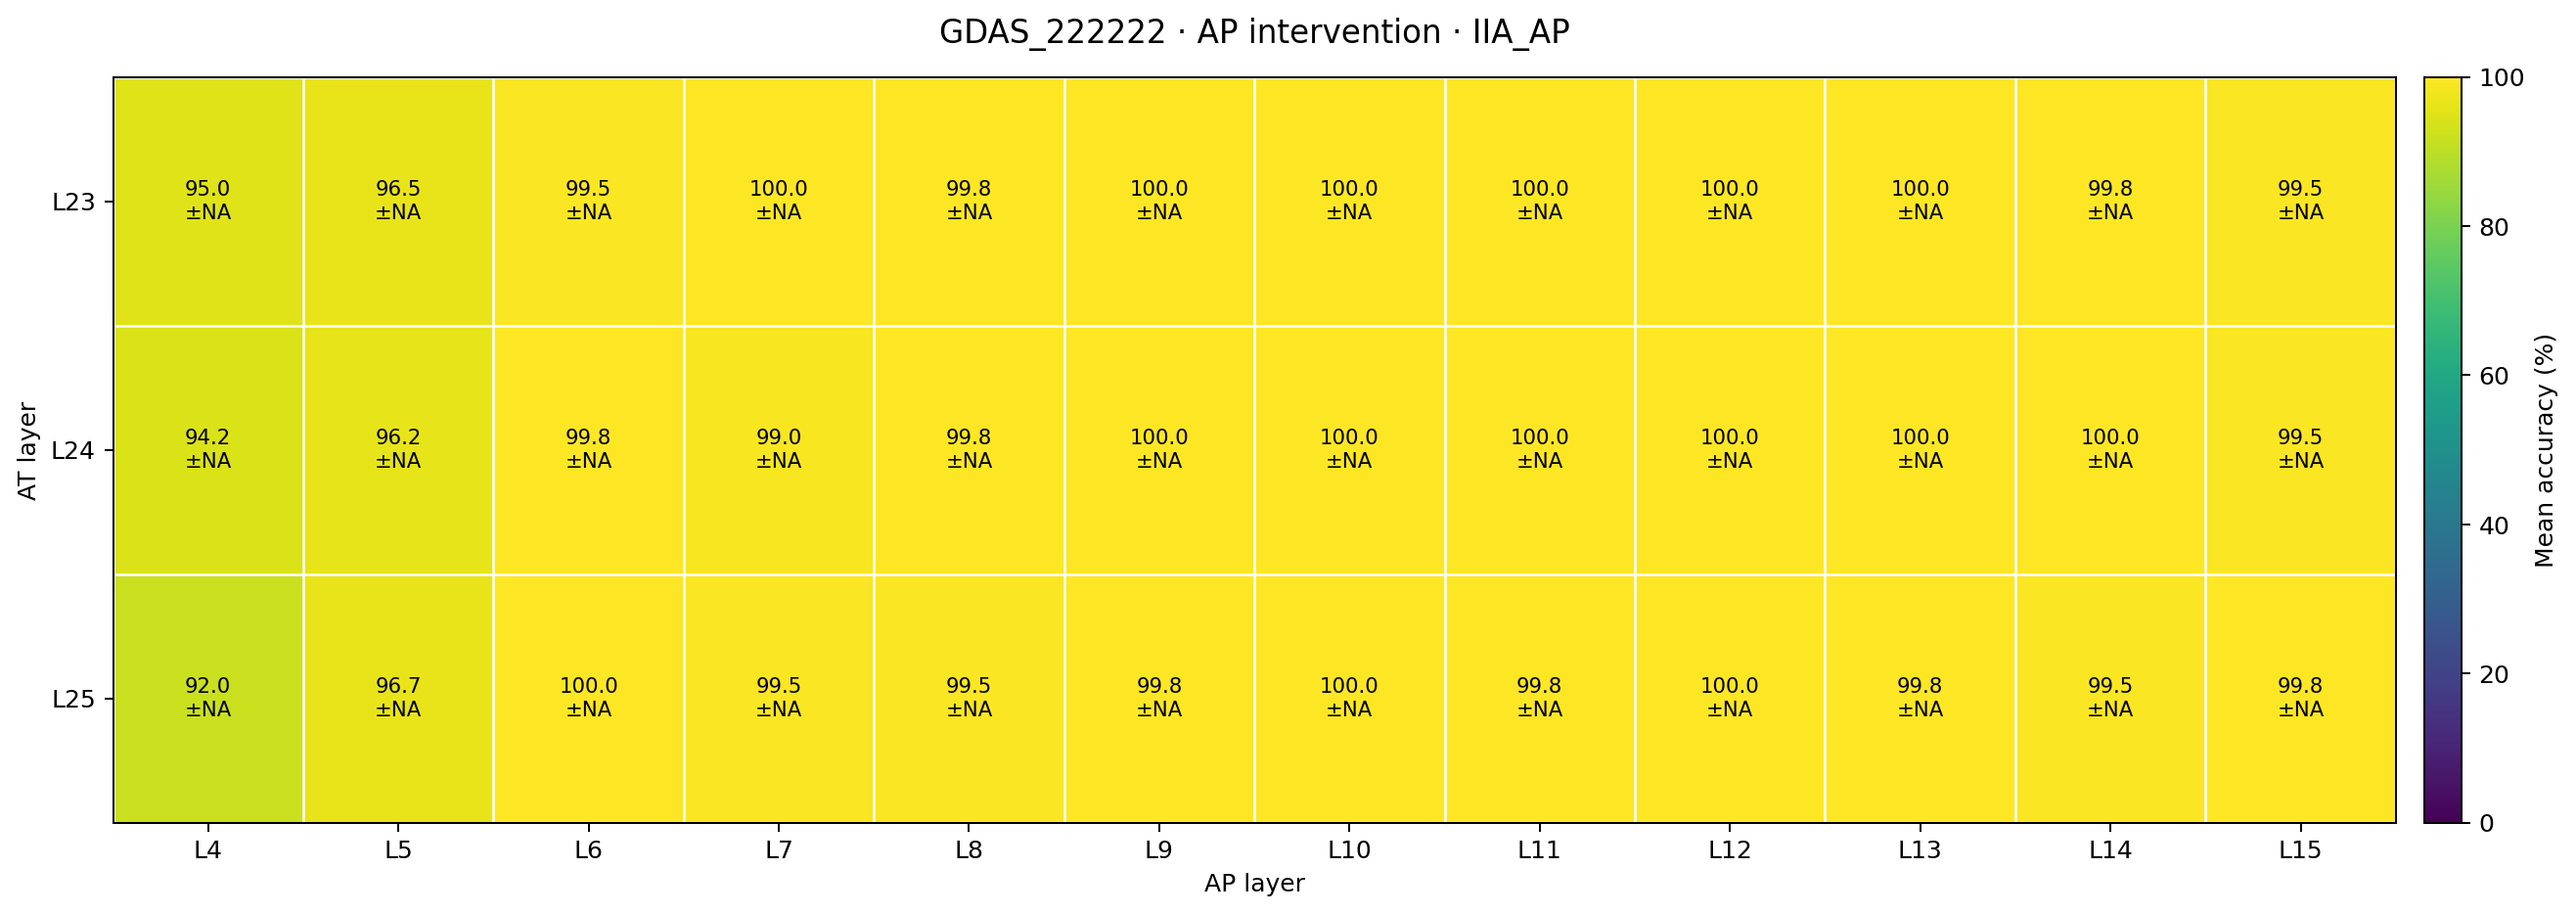 GDAS_222222 · AP intervention · IIA_AP
100
L23
95.0 96.5 99.5 100.0 99.8 100.0 100.0 100.0 100.0 100.0 99.8 99.5
±NA ±NA ±NA ±NA ±NA ±NA ±NA ±NA ±NA ±NA ±NA ±NA
80
AT layer
L24
94.2 96.2 99.8 99.0 99.8 100.0 100.0 100.0 100.0 100.0 100.0 99.5
±NA ±NA ±NA ±NA ±NA ±NA ±NA ±NA ±NA ±NA ±NA ±NA
60
Mean accuracy (%)
40
L25
92.0 96.7 100.0 99.5 99.5 99.8 100.0 99.8 100.0 99.8 99.5 99.8
±NA ±NA ±NA ±NA ±NA ±NA ±NA ±NA ±NA ±NA ±NA ±NA
20
0
L4 L5 L6 L7 L8 L9 L10 L11 L12 L13 L14 L15
AP layer